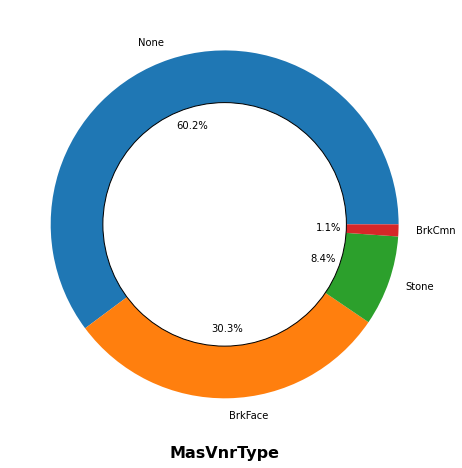 None
60.2%
1.1%
BrkCmn
8.4%
Stone
30.3%
BrkFace
MasVnrType